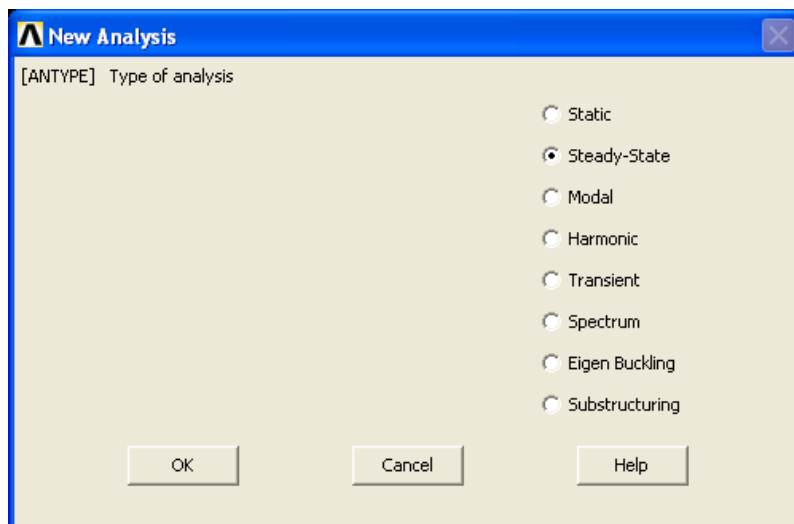 New Analysis
[ANTYPE] Type of analysis
Static
Steady-State
Modal
Harmonic
Transient
Spectrum
Eigen Buckling
Substructuring
OK Cancel Help